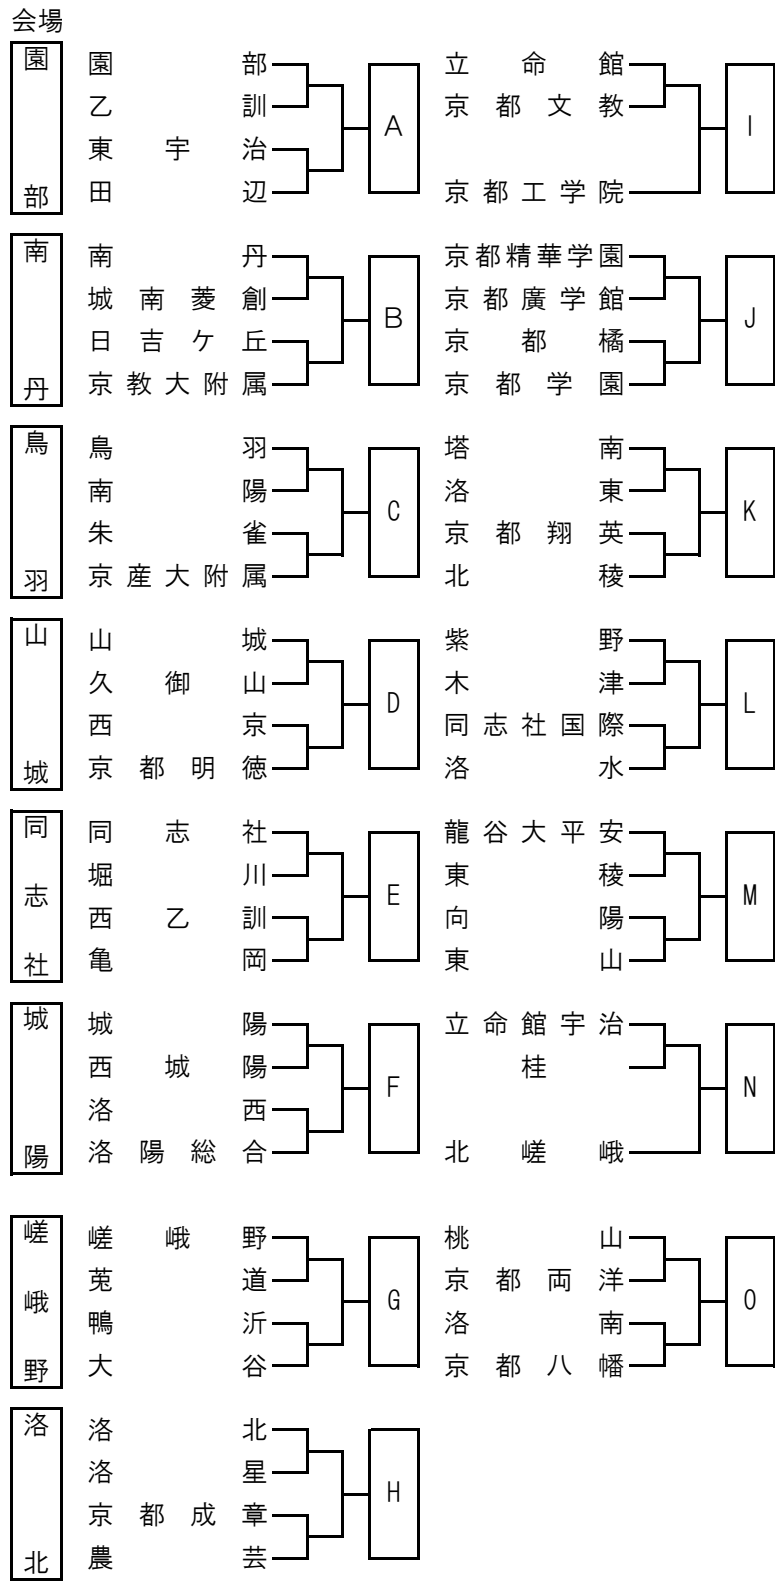 会場
園部
園部
乙訓
東宇治
田辺
A
立命館
京都文教
京都工学院
I
南丹
南丹
城南菱創
日吉ケ丘
京教大附属
B
京都精華学園
京都廣学館
京都橘
京都学園
J
鳥羽
鳥羽
南陽
朱雀
京産大附属
C
塔南
洛東
京都翔英
北稜
K
山城
山城
久御山
西京
京都明徳
D
紫野
木津
同志社国際
洛水
L
同志社
同志社
堀川
西乙訓
亀岡
E
龍谷大平安
東稜
向陽
東山
M
城陽
城陽
西城陽
洛西
洛陽総合
F
立命館宇治
桂
北嵯峨
N
嵯峨野
嵯峨野
莵道
鴨沂
大谷
G
桃山
京都両洋
洛南
京都八幡
O
洛北
洛北
洛星
京都成章
農芸
H